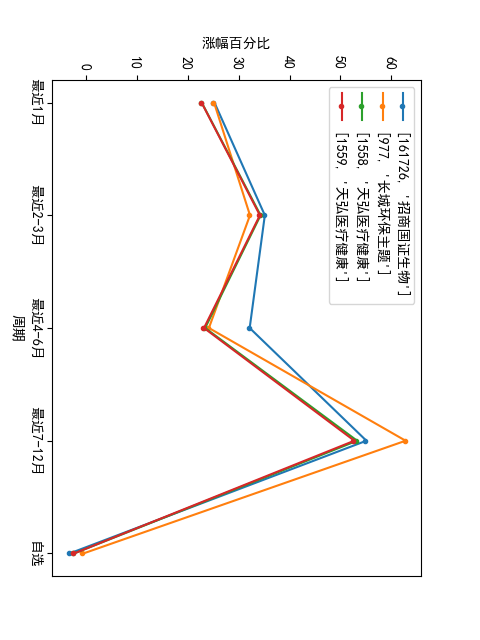 [161726, '招商国证生物']
[977, '长城环保主题']
[1558, '天弘医疗健康']
[1559, '天弘医疗健康']
涨幅百分比
60
50
40
30
20
10
0
最近1月
最近2-3月
最近4-6月
最近7-12月
自选
周期